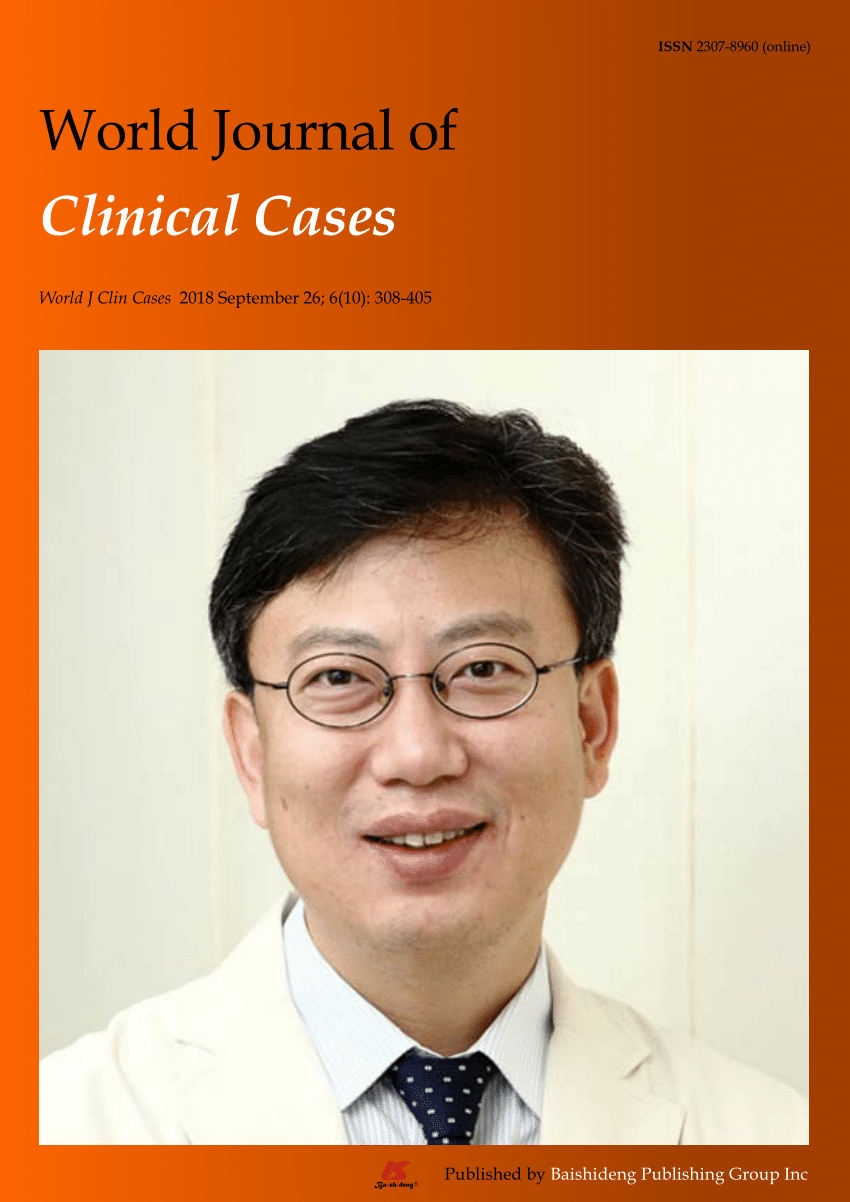 ISSN 2307-8960 (online)
World Journal of
Clinical Cases
World J Clin Cases 2018 September 26; 6(10): 308-405
Baishideng®
Published by Baishideng Publishing Group Inc